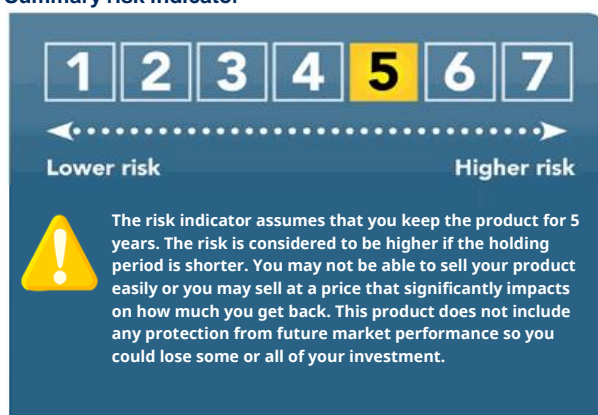 Summary risk indicator
1 2 3 4 5 6 7
Lower risk Higher risk
The risk indicator assumes that you keep the product for 5
years. The risk is considered to be higher if the holding
period is shorter. You may not be able to sell your product
easily or you may sell at a price that significantly impacts
on how much you get back. This product does not include
any protection from future market performance so you
could lose some or all of your investment.